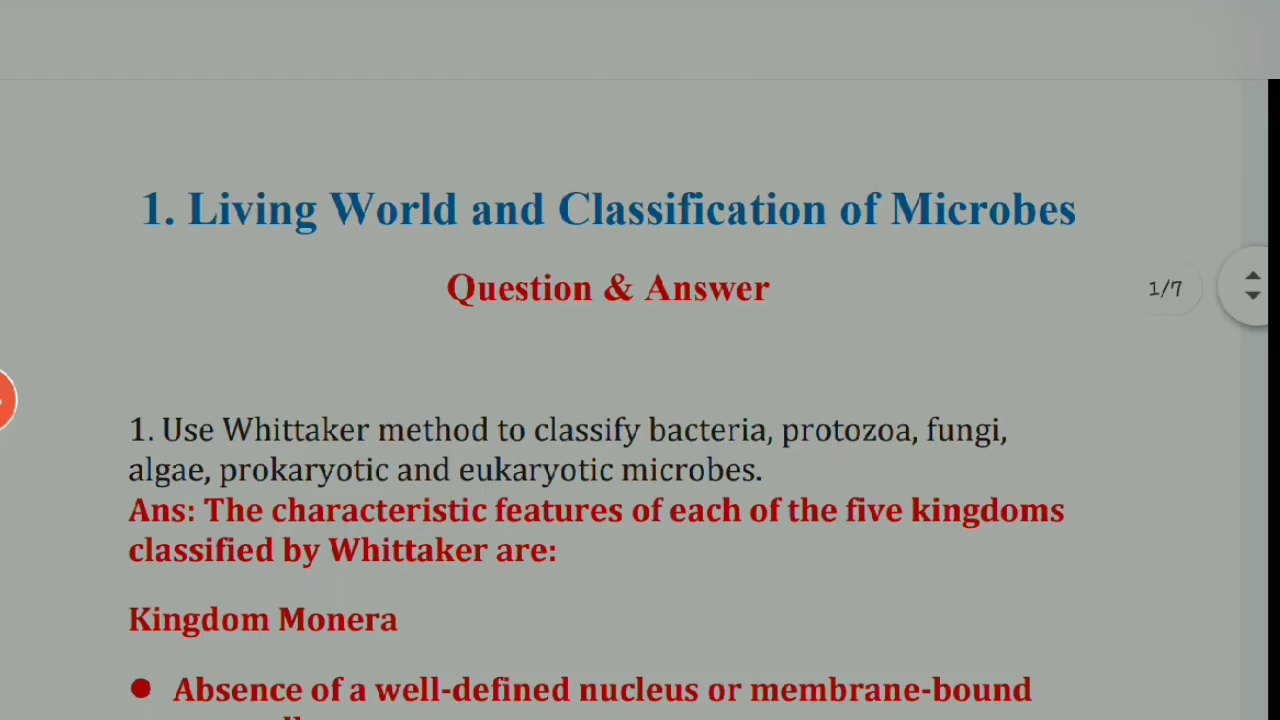 1. Living World and Classification of Microbes
Question & Answer
1/7
1. Use Whittaker method to classify bacteria, protozoa, fungi,
algae, prokaryotic and eukaryotic microbes.
Ans: The characteristic features of each of the five kingdoms
classified by Whittaker are:
Kingdom Monera
● Absence of a well-defined nucleus or membrane-bound